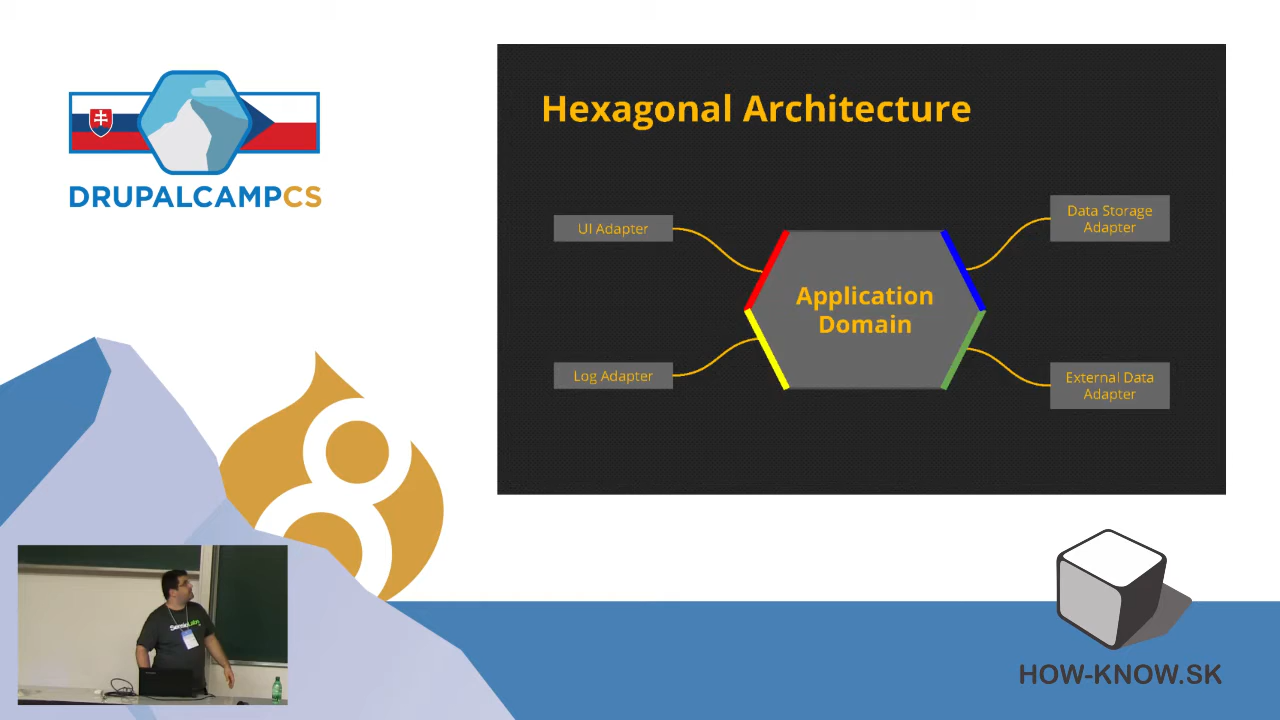 DRUPALCAMPCS
Hexagonal Architecture
UI Adapter
Data Storage
Adapter
Application
Domain
Log Adapter
External Data
Adapter
HOW-KNOW.SK